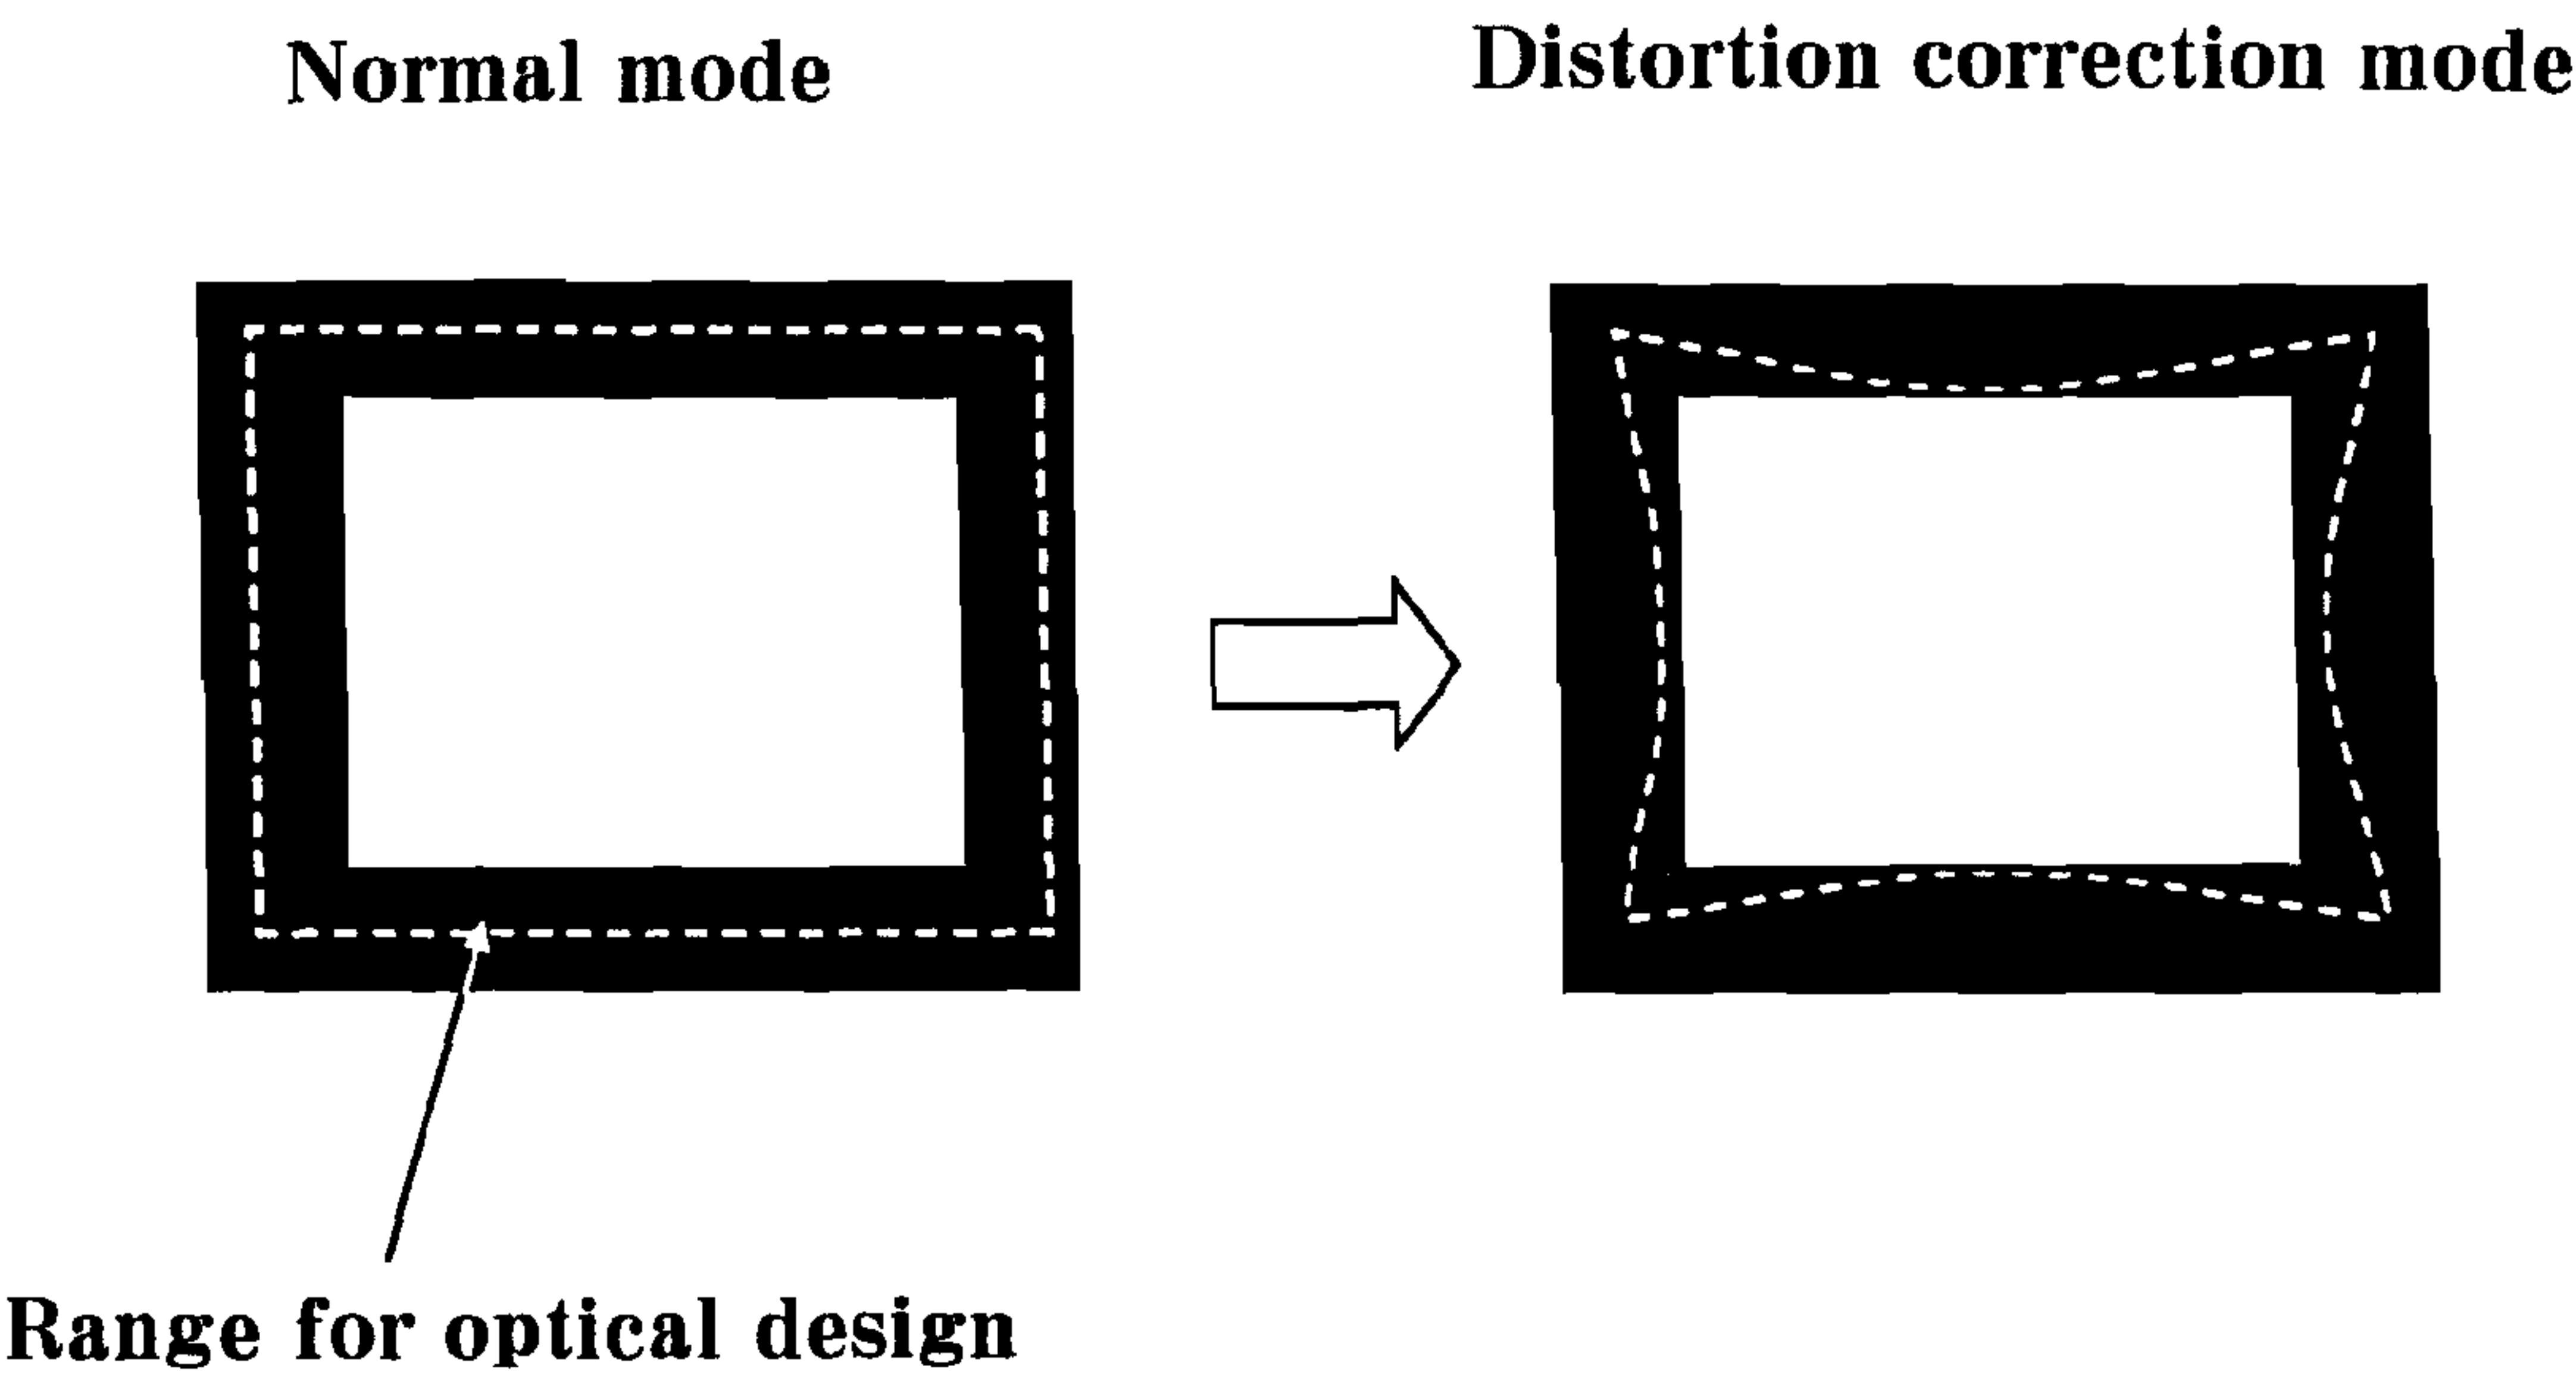 Normal mode
Distortion correction mode
Range for optical design